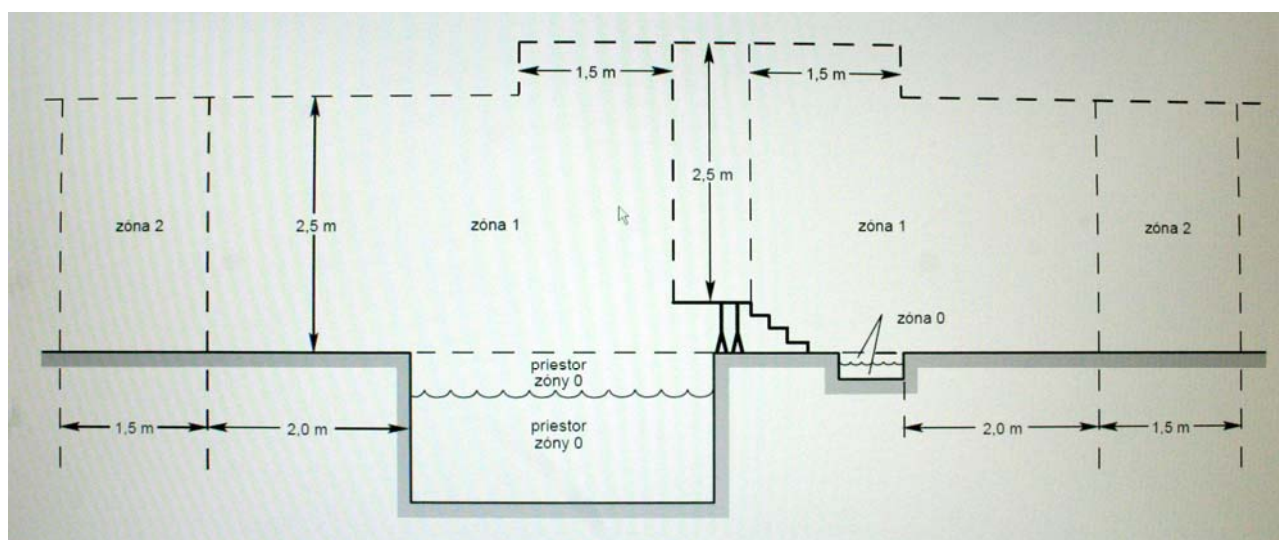 1,5 m
1,5 m
2,5 m
zóna 2
2,5 m
zóna 1
zóna 1
zóna 2
zóna 0
priestor
zóny 0
priestor
zóny 0
1,5 m
2,0 m
2,0 m
1,5 m